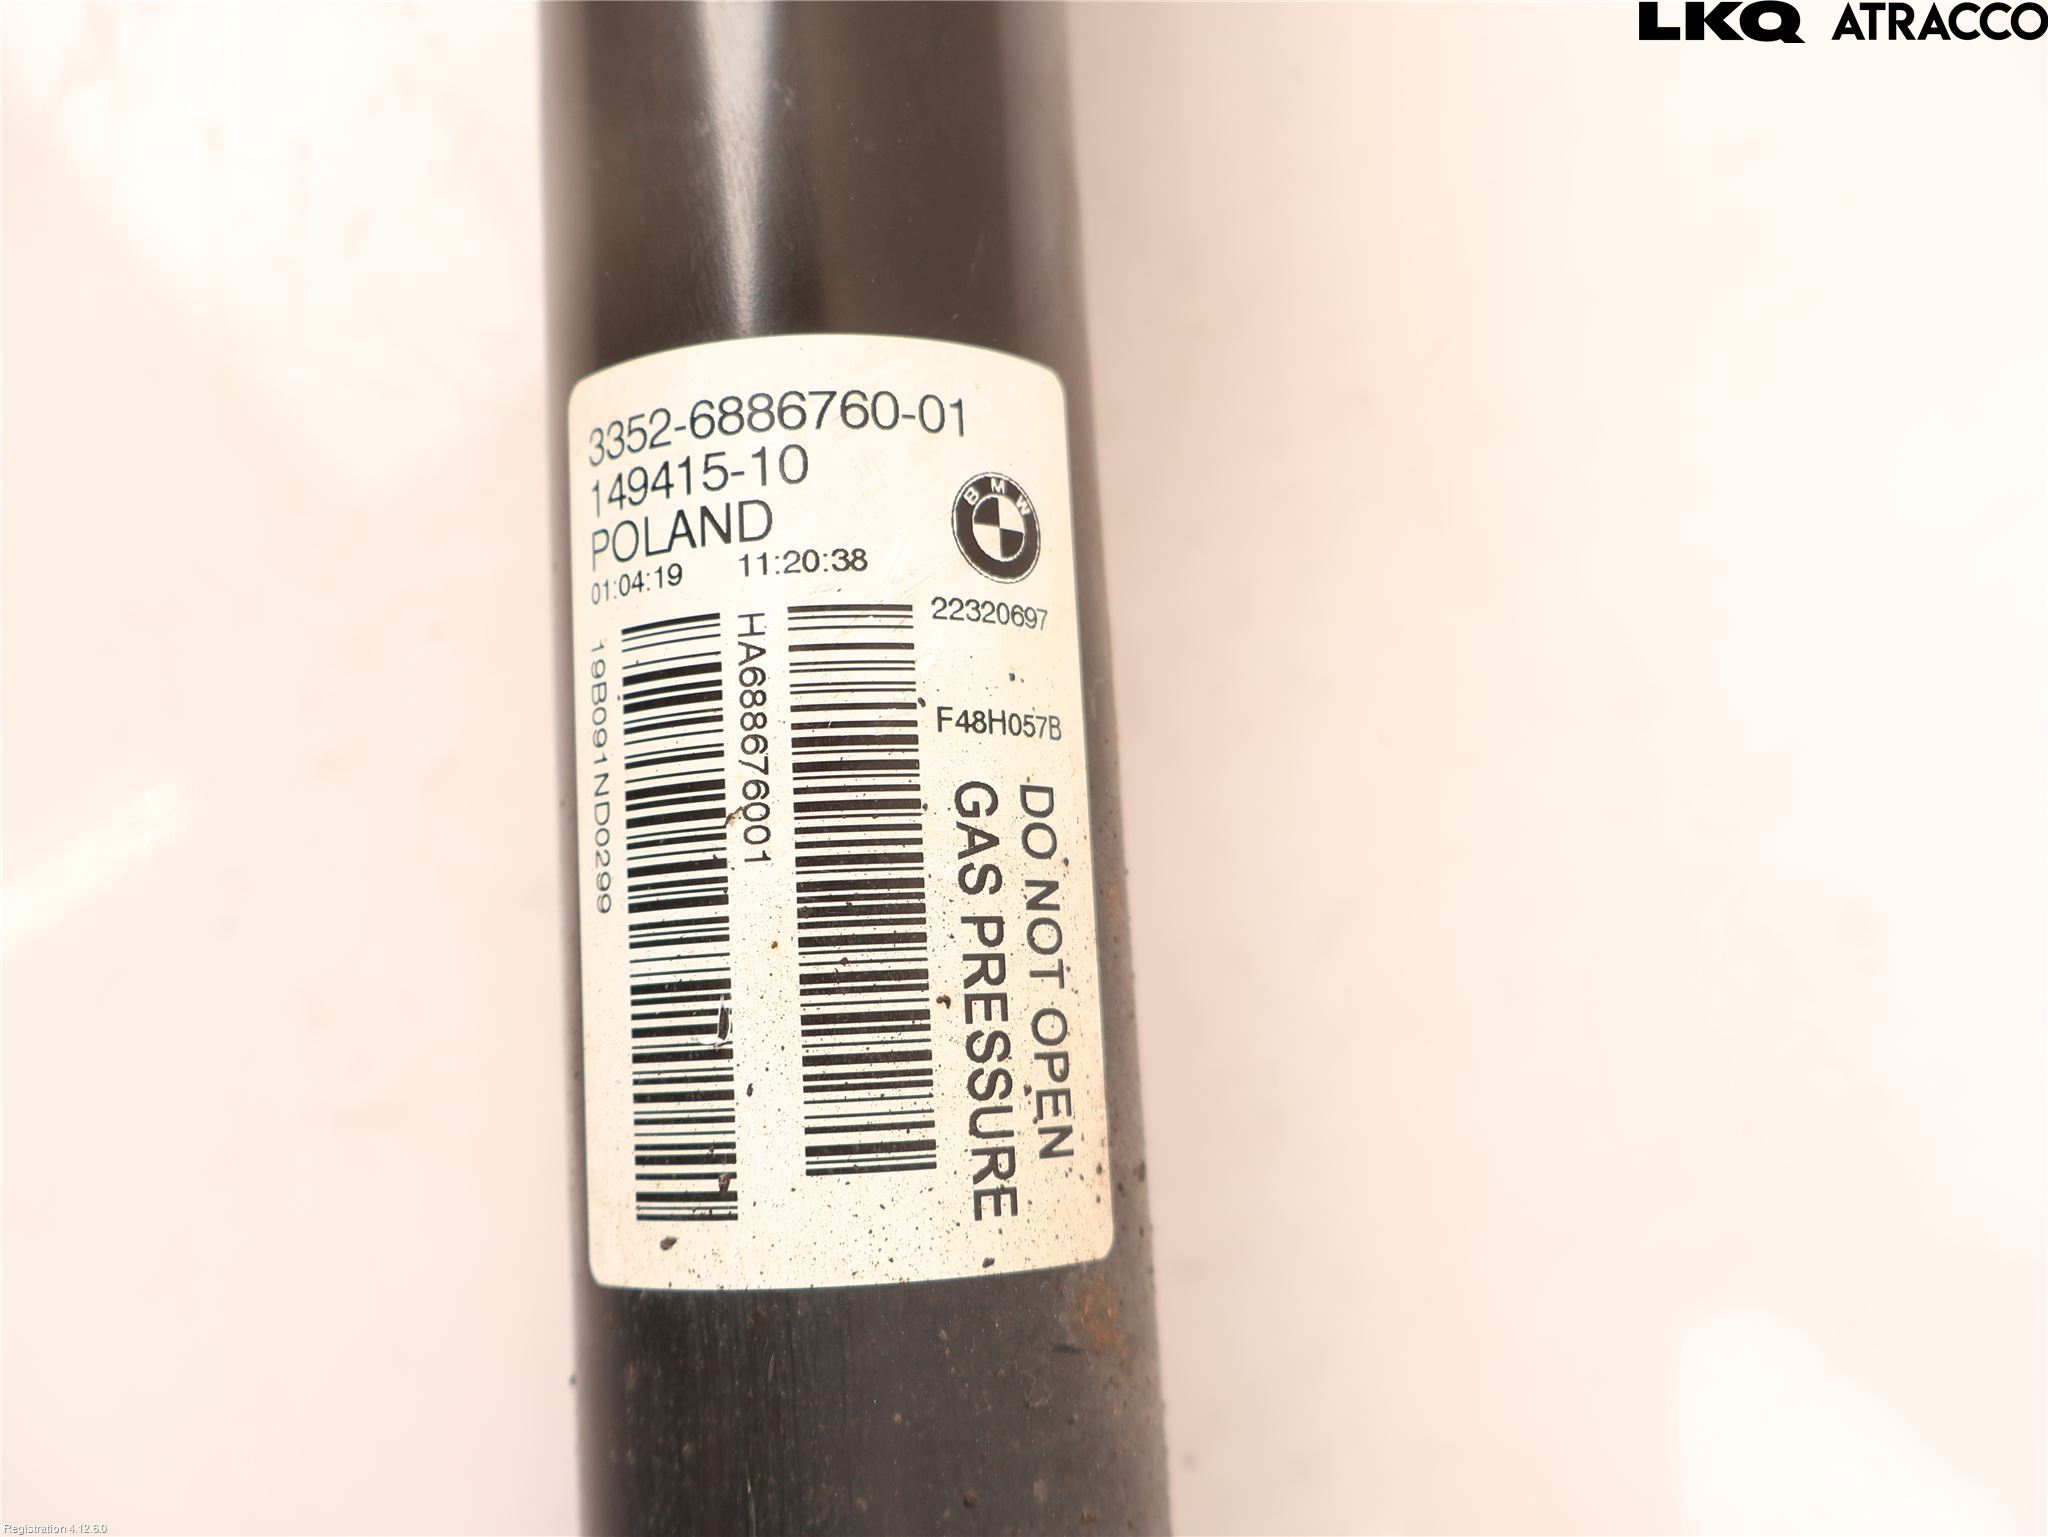 LKQ ATRACCO
3352-6886760-01
149415-10
POLAND
01:04:19 11:20:38
BMW
22320697
F48H057B
19B091ND0299
HA688676001
DO NOT OPEN
GAS PRESSURE
Registration 4.12.6.0